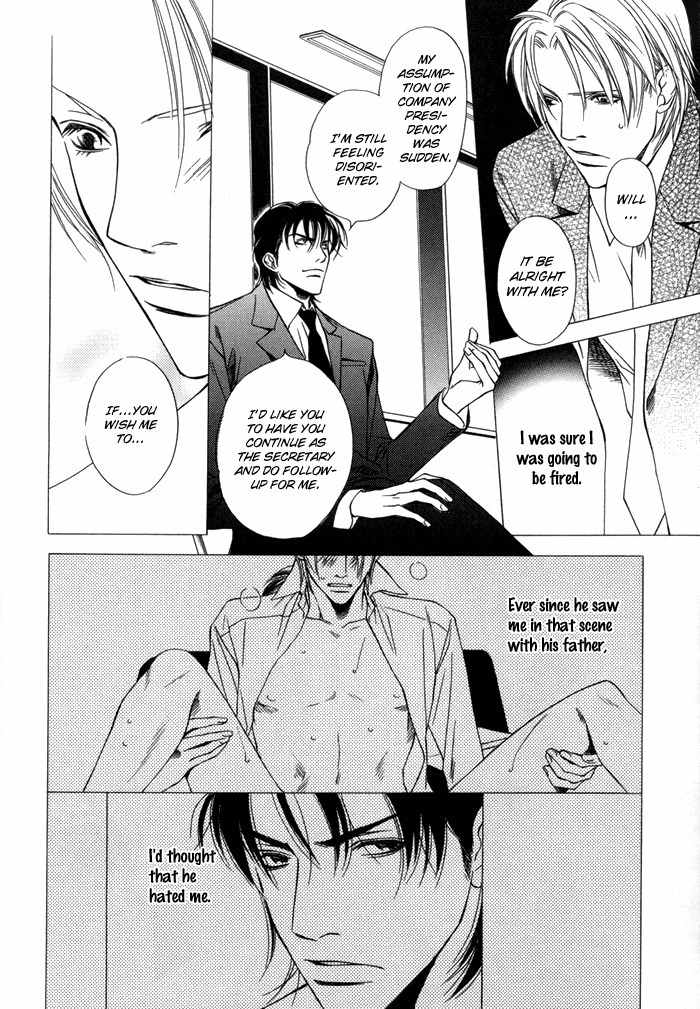 WILL
...
IT BE
ALRIGHT
WITH ME?
I was sure I
was going to
be fired.
MY
ASSUMP-
TION OF
COMPANY
PRESI-
DENCY
WAS
SUDDEN.
I'M STILL
FEELING
DISORI-
ENTED.
I'D LIKE YOU
TO HAVE YOU
CONTINUE AS
THE SECRETARY
AND DO FOLLOW-
UP FOR ME.
IF...YOU
WISH ME
TO...
Ever since he saw
me in that scene
with his father,
I'd thought
that he
hated me.